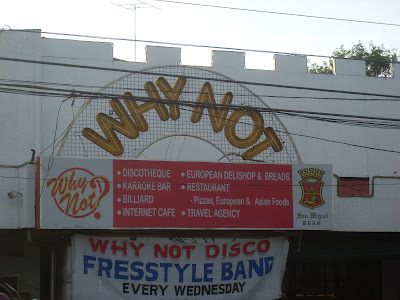 WHY NOT
Why Not?
• DISCOTHEQUE
• KARAOKE BAR
• BILLIARD
• INTERNET CAFE
• EUROPEAN DELISHOP & BREADS
• RESTAURANT
- Pizzas, European & Asian Foods
• TRAVEL AGENCY
San Miguel
BEER
WHY NOT DISCO
FRESSTYLE BAND
EVERY WEDNESDAY